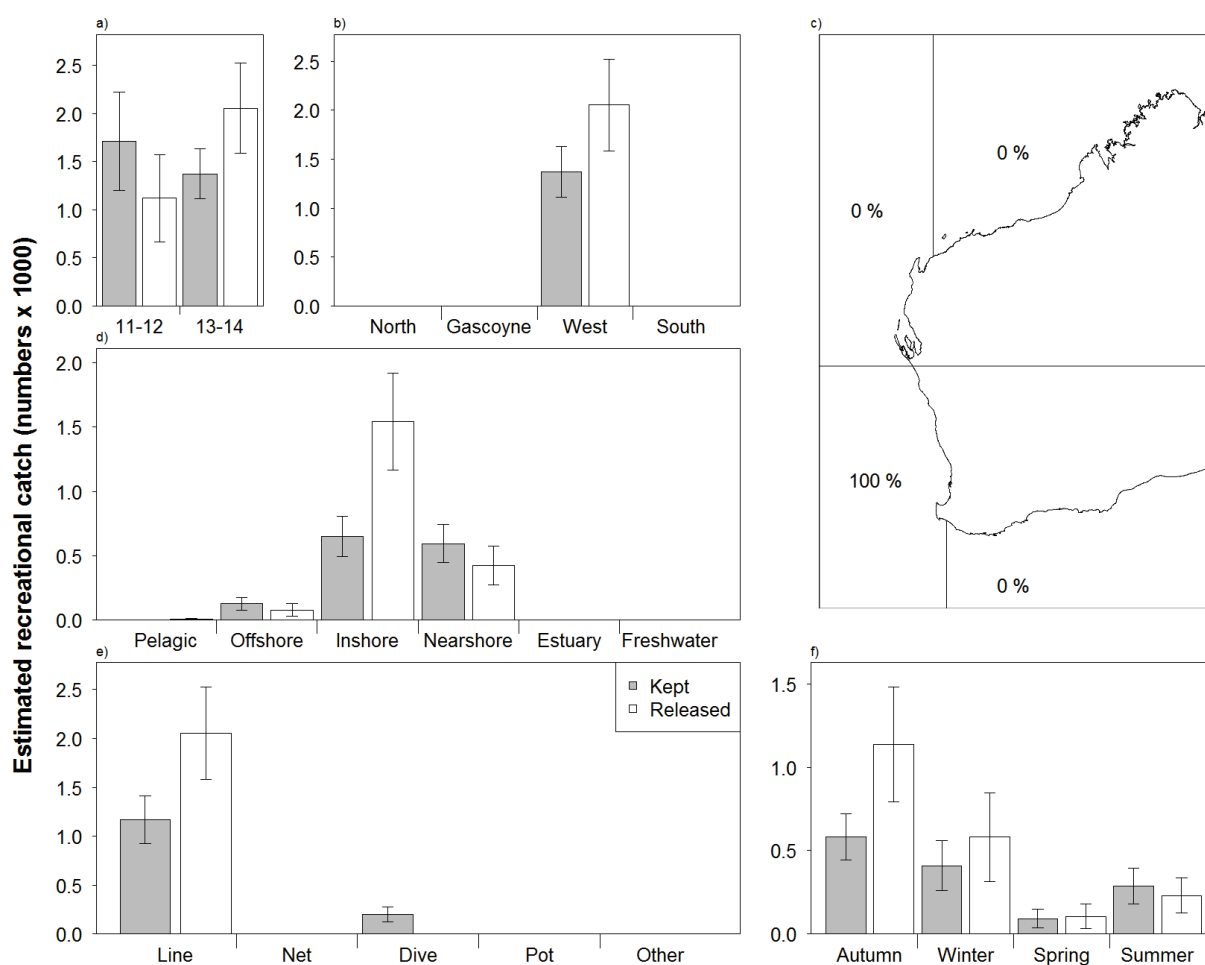 Estimated recreational catch (numbers x 1000)
a)
2.5
2.0
1.5
1.0
0.5
0.0
11-12 13-14
b)
2.5
2.0
1.5
1.0
0.5
0.0
North Gascoyne West South
c)
0 %
0 %
100 %
0 %
d)
2.0
1.5
1.0
0.5
0.0
Pelagic Offshore Inshore Nearshore Estuary Freshwater
e)
2.5
2.0
1.5
1.0
0.5
0.0
Line Net Dive Pot Other
Kept
Released
f)
1.5
1.0
0.5
0.0
Autumn Winter Spring Summer